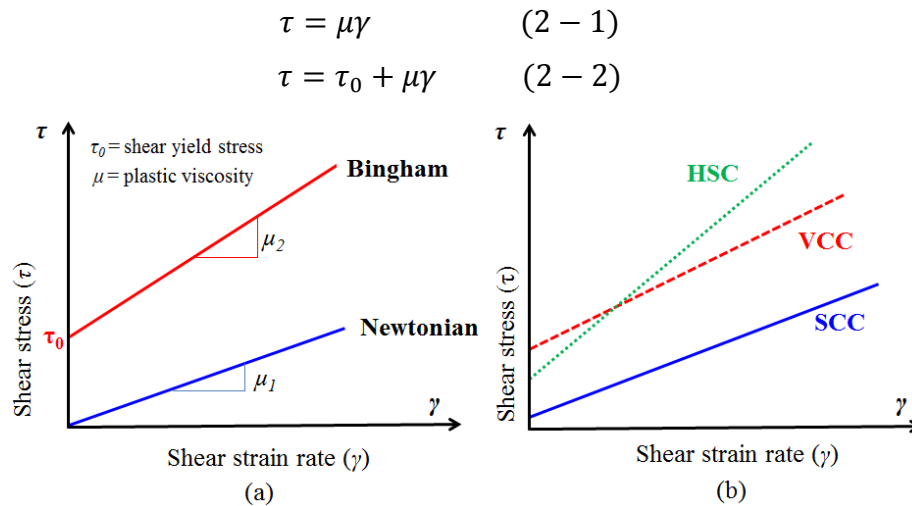 τ = μγ (2 − 1)
τ = τ₀ + μγ (2 − 2)
τ
τ₀ = shear yield stress
μ = plastic viscosity
Bingham
μ₂
τ₀
Newtonian
μ₁
γ
Shear stress (τ)
Shear strain rate (γ)
(a)
τ
HSC
VCC
SCC
γ
Shear stress (τ)
Shear strain rate (γ)
(b)